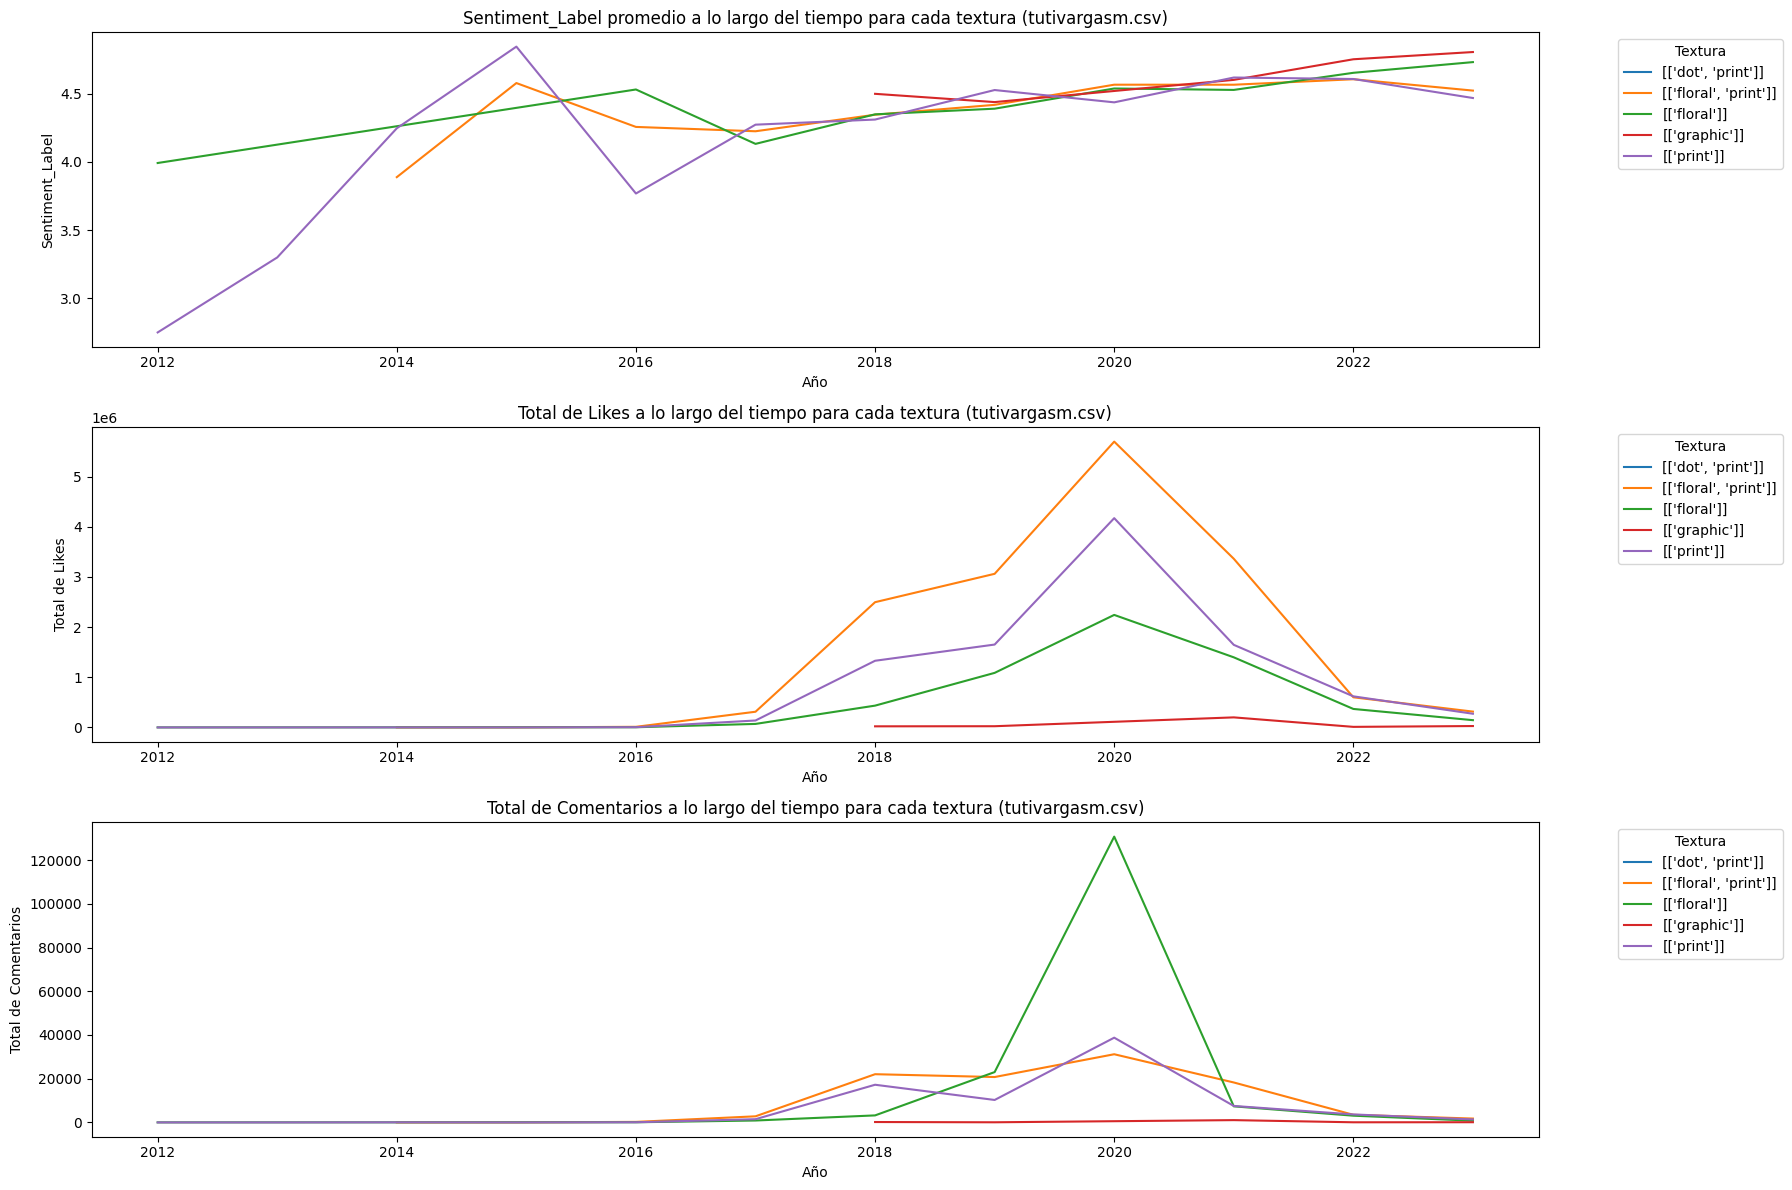 Sentiment_Label promedio a lo largo del tiempo para cada textura (tutivargasm.csv)
Sentiment_Label
4.5
4.0
3.5
3.0
2012 2014 2016 2018 2020 2022
Año
Textura
[['dot', 'print']]
[['floral', 'print']]
[['floral']]
[['graphic']]
[['print']]
Total de Likes a lo largo del tiempo para cada textura (tutivargasm.csv)
1e6
Total de Likes
5
4
3
2
1
0
2012 2014 2016 2018 2020 2022
Año
Textura
[['dot', 'print']]
[['floral', 'print']]
[['floral']]
[['graphic']]
[['print']]
Total de Comentarios a lo largo del tiempo para cada textura (tutivargasm.csv)
Total de Comentarios
120000
100000
80000
60000
40000
20000
0
2012 2014 2016 2018 2020 2022
Año
Textura
[['dot', 'print']]
[['floral', 'print']]
[['floral']]
[['graphic']]
[['print']]